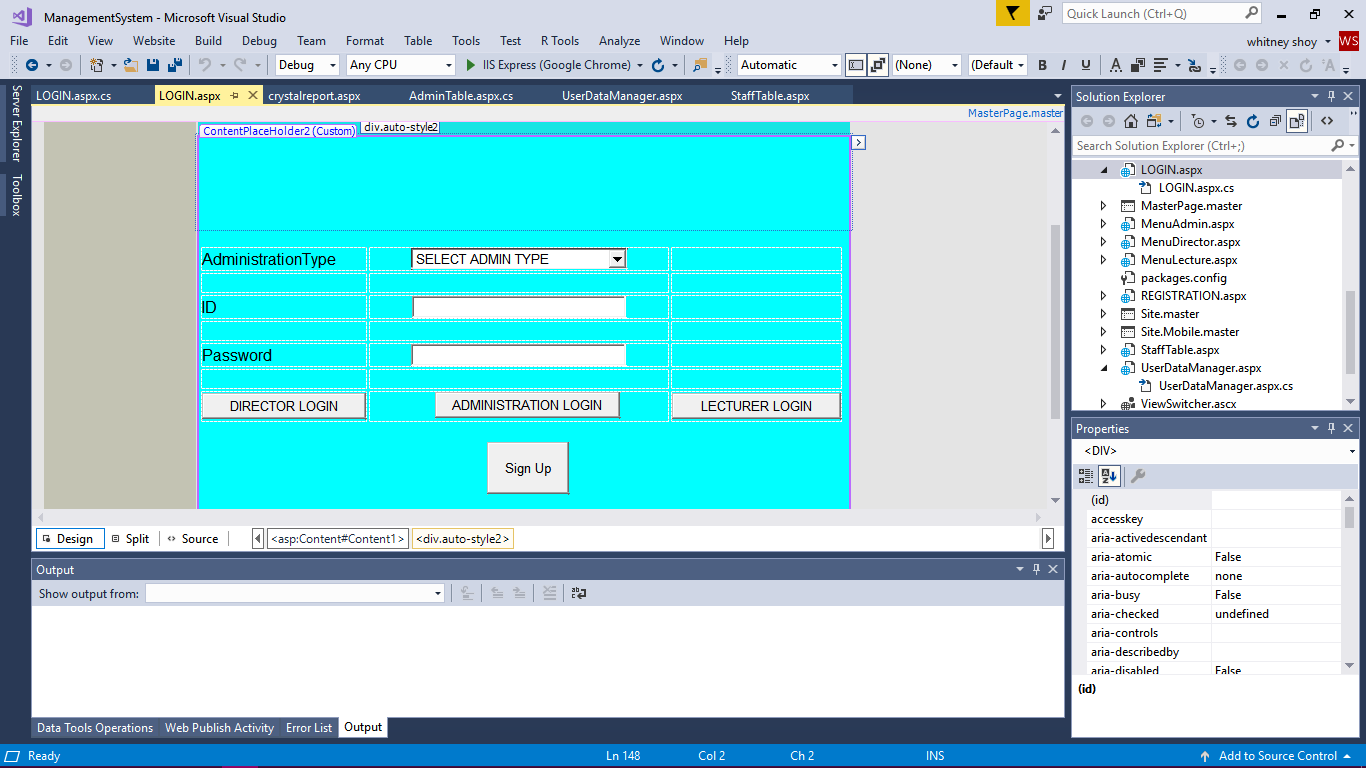 ManagementSystem - Microsoft Visual Studio
Quick Launch (Ctrl+Q)
File Edit View Website Build Debug Team Format Table Tools Test R Tools Analyze Window Help
whitney shoy WS
Debug Any CPU IIS Express (Google Chrome) Automatic (None) (Default B I U A
Server Explorer
Toolbox
LOGIN.aspx.cs LOGIN.aspx crystalreport.aspx AdminTable.aspx.cs UserDataManager.aspx StaffTable.aspx
MasterPage.master
ContentPlaceHolder2 (Custom) div.auto-style2
AdministrationType SELECT ADMIN TYPE
ID
Password
DIRECTOR LOGIN ADMINISTRATION LOGIN LECTURER LOGIN
Sign Up
Design Split Source <asp:Content#Content1> <div.auto-style2>
Output
Show output from:
Data Tools Operations Web Publish Activity Error List Output
Solution Explorer
Search Solution Explorer (Ctrl+;)
LOGIN.aspx
LOGIN.aspx.cs
MasterPage.master
MenuAdmin.aspx
MenuDirector.aspx
MenuLecture.aspx
packages.config
REGISTRATION.aspx
Site.master
Site.Mobile.master
StaffTable.aspx
UserDataManager.aspx
UserDataManager.aspx.cs
ViewSwitcher.ascx
Properties
<DIV>
(id)
accesskey
aria-activedescendant
aria-atomic False
aria-autocomplete none
aria-busy False
aria-checked undefined
aria-controls
aria-describedby
aria-disabled False
(id)
Ready Ln 148 Col 2 Ch 2 INS Add to Source Control